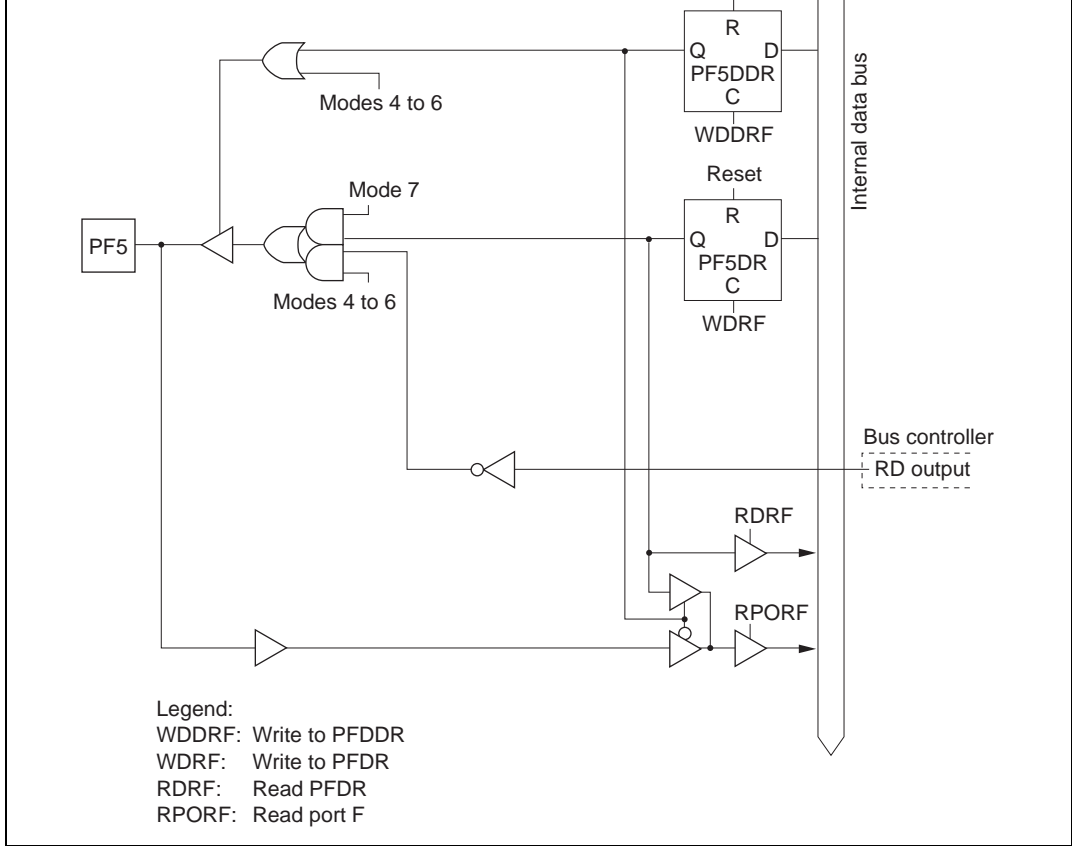 R
Q D
PF5DDR
C
WDDRF
Modes 4 to 6
Internal data bus
Reset
Mode 7
R
Q D
PF5DR
C
WDRF
PF5
Modes 4 to 6
Bus controller
RD output
RDRF
RPORF
Legend:
WDDRF: Write to PFDDR
WDRF: Write to PFDR
RDRF: Read PFDR
RPORF: Read port F